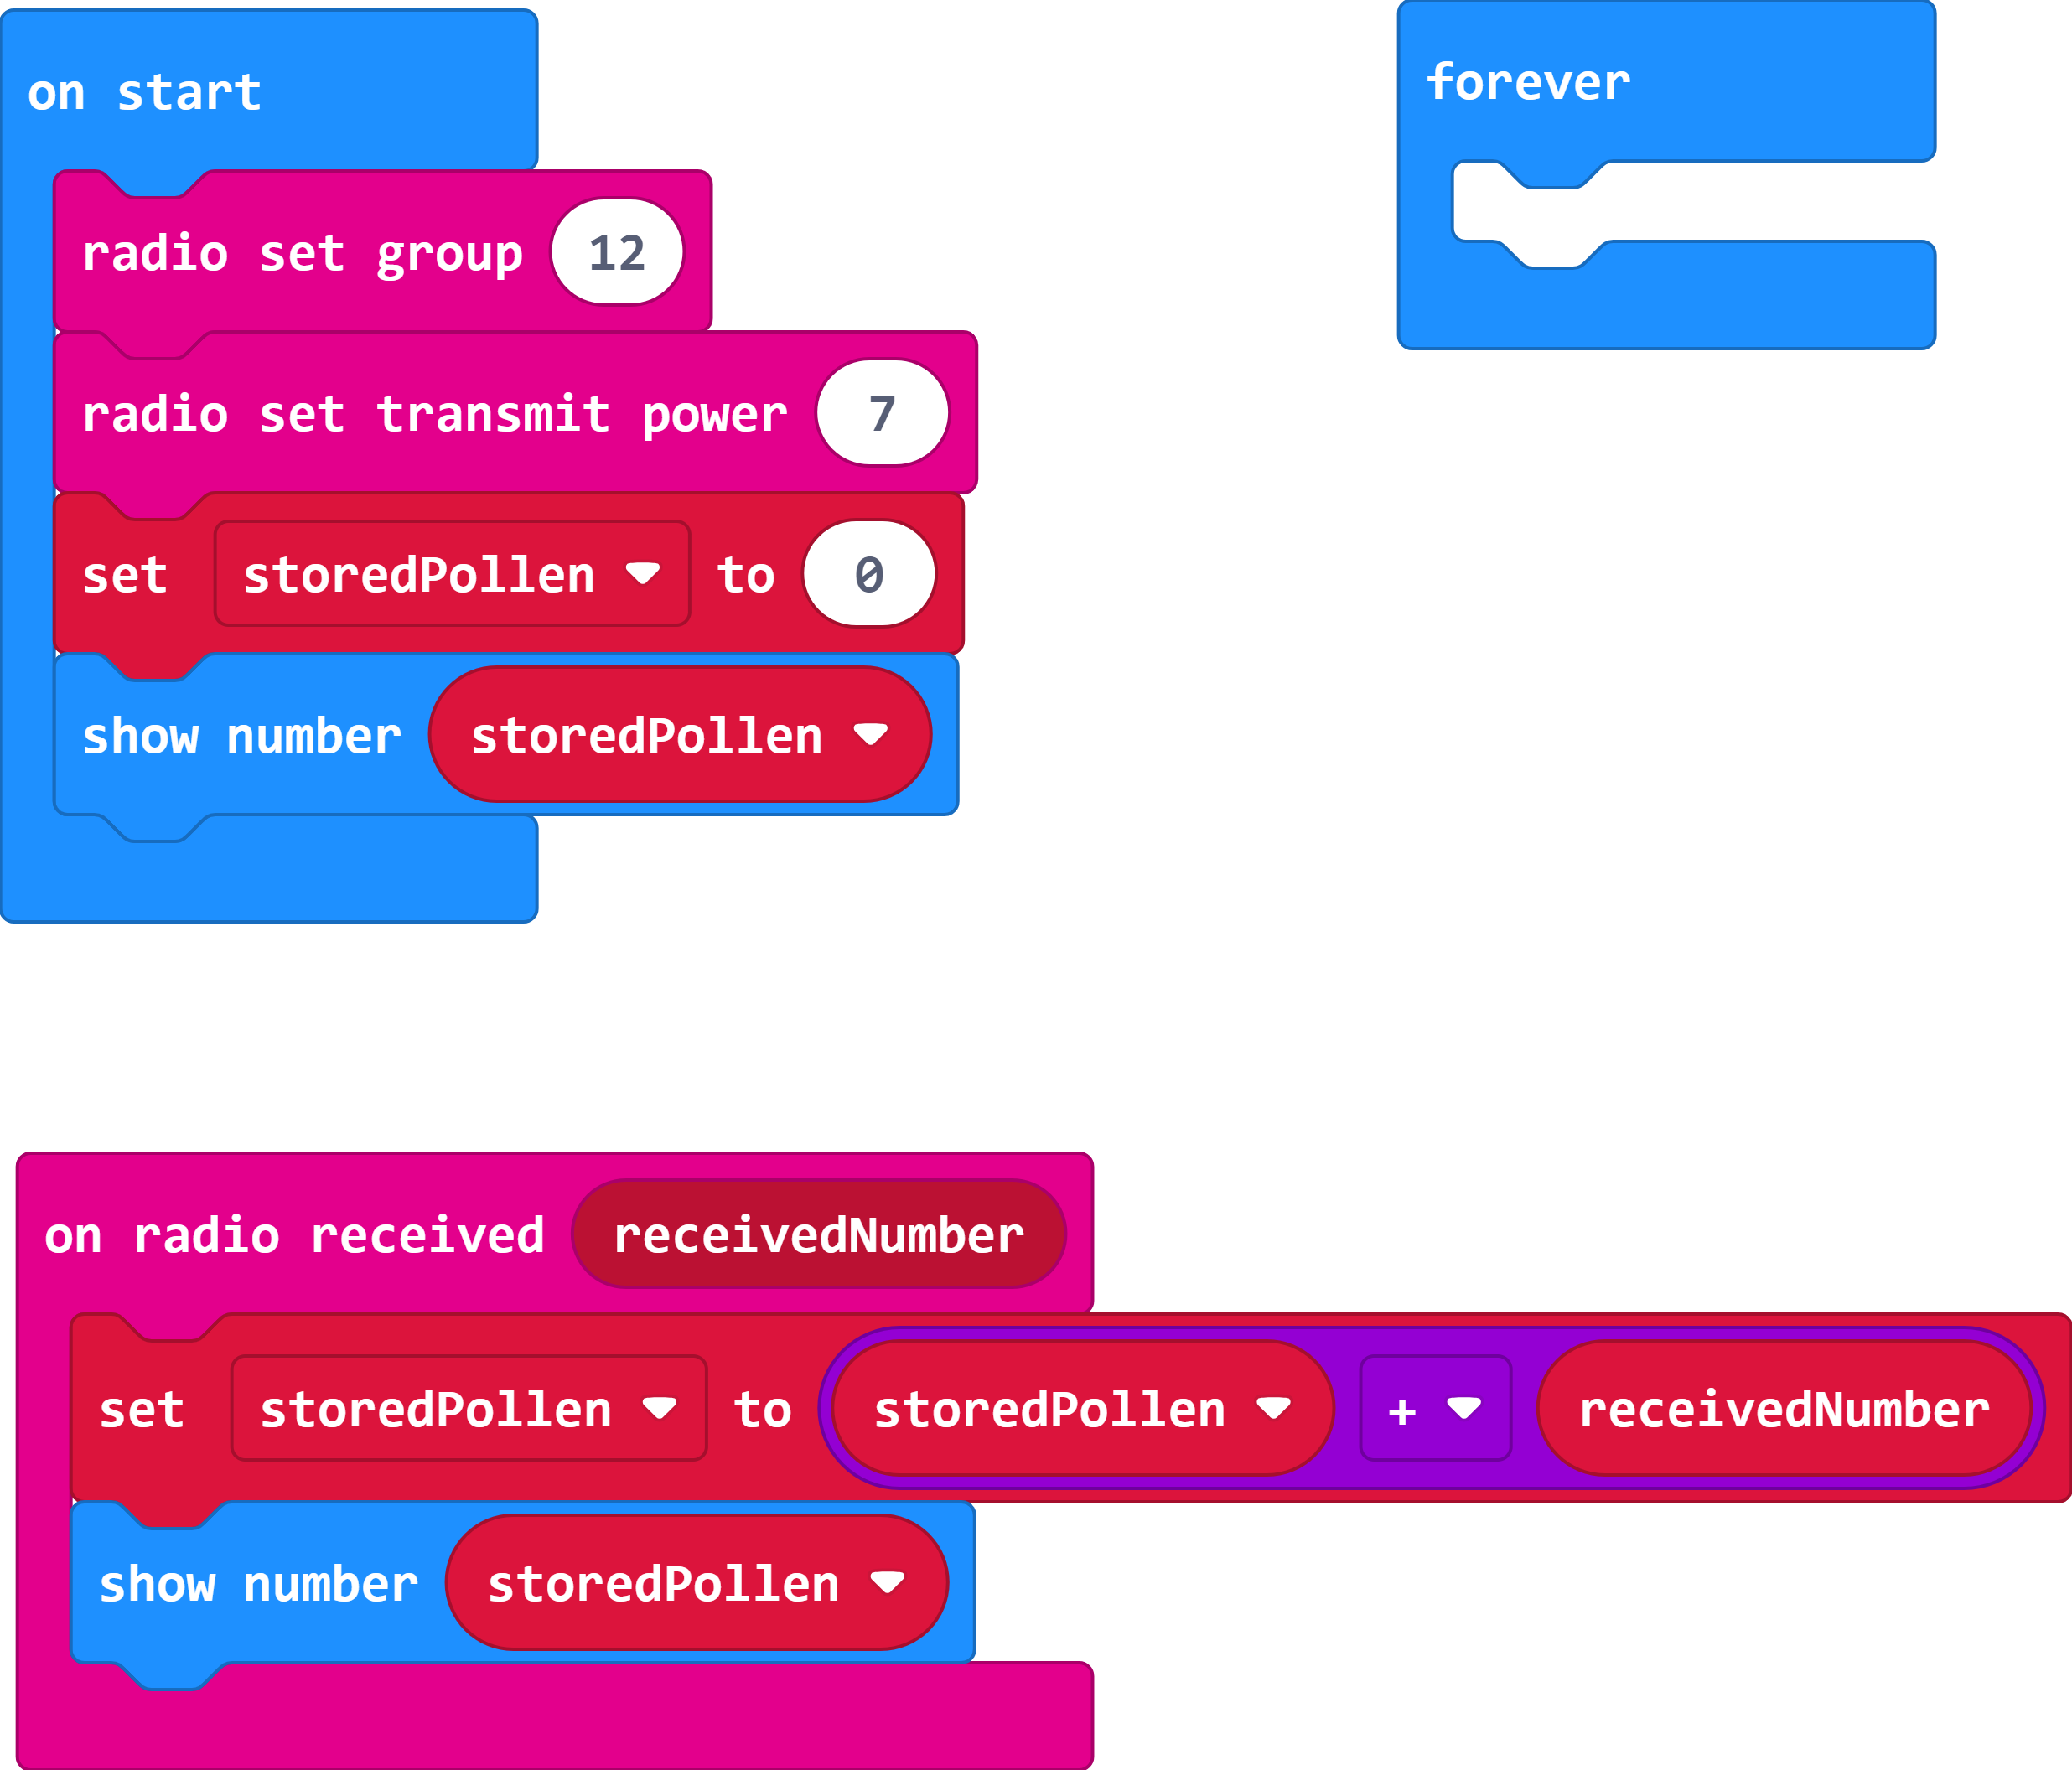 on start
radio set group 12
radio set transmit power 7
set storedPollen to 0
show number storedPollen
forever
on radio received receivedNumber
set storedPollen to storedPollen + receivedNumber
show number storedPollen